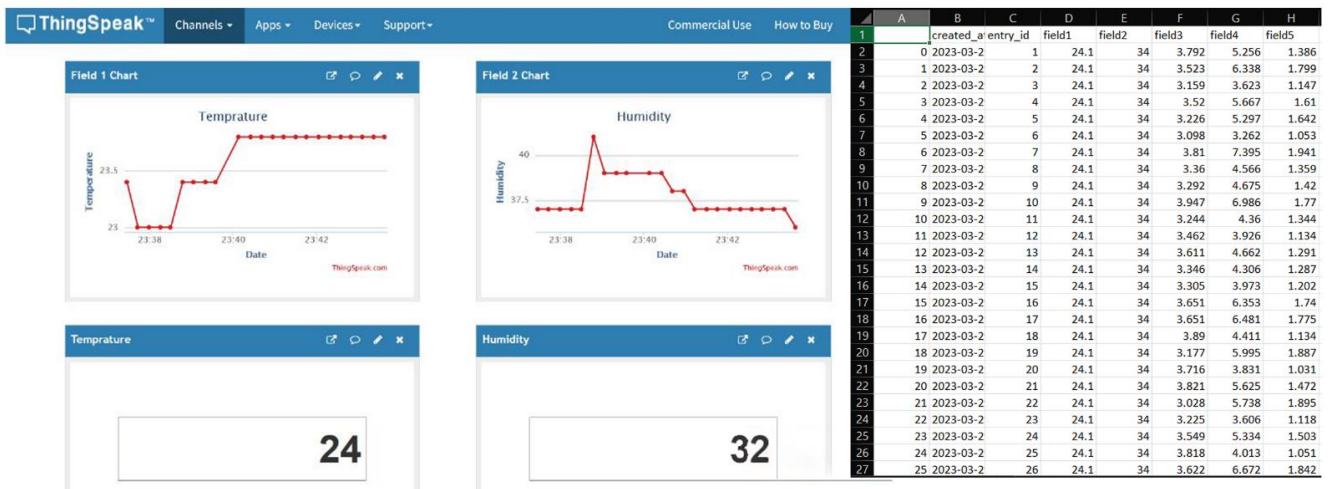 ThingSpeak™ Channels Apps Devices Support Commercial Use How to Buy
Field 1 Chart
Temprature
Temperature
23.5
23
23:38 23:40 23:42
Date
ThingSpeak.com
Field 2 Chart
Humidity
Humidity
40
37.5
23:38 23:40 23:42
Date
ThingSpeak.com
Temprature
24
Humidity
32
A B C D E F G H
1 created_a entry_id field1 field2 field3 field4 field5
2 0 2023-03-2 1 24.1 34 3.792 5.256 1.386
3 1 2023-03-2 2 24.1 34 3.523 6.338 1.799
4 2 2023-03-2 3 24.1 34 3.159 3.623 1.147
5 3 2023-03-2 4 24.1 34 3.52 5.667 1.61
6 4 2023-03-2 5 24.1 34 3.226 5.297 1.642
7 5 2023-03-2 6 24.1 34 3.098 3.262 1.053
8 6 2023-03-2 7 24.1 34 3.81 7.395 1.941
9 7 2023-03-2 8 24.1 34 3.36 4.566 1.359
10 8 2023-03-2 9 24.1 34 3.292 4.675 1.42
11 9 2023-03-2 10 24.1 34 3.947 6.986 1.77
12 10 2023-03-2 11 24.1 34 3.244 4.36 1.344
13 11 2023-03-2 12 24.1 34 3.462 3.926 1.134
14 12 2023-03-2 13 24.1 34 3.611 4.662 1.291
15 13 2023-03-2 14 24.1 34 3.346 4.306 1.287
16 14 2023-03-2 15 24.1 34 3.305 3.973 1.202
17 15 2023-03-2 16 24.1 34 3.651 6.353 1.74
18 16 2023-03-2 17 24.1 34 3.651 6.481 1.775
19 17 2023-03-2 18 24.1 34 3.89 4.411 1.134
20 18 2023-03-2 19 24.1 34 3.177 5.995 1.887
21 19 2023-03-2 20 24.1 34 3.716 3.831 1.031
22 20 2023-03-2 21 24.1 34 3.821 5.625 1.472
23 21 2023-03-2 22 24.1 34 3.028 5.738 1.895
24 22 2023-03-2 23 24.1 34 3.225 3.606 1.118
25 23 2023-03-2 24 24.1 34 3.549 5.334 1.503
26 24 2023-03-2 25 24.1 34 3.818 4.013 1.051
27 25 2023-03-2 26 24.1 34 3.622 6.672 1.842